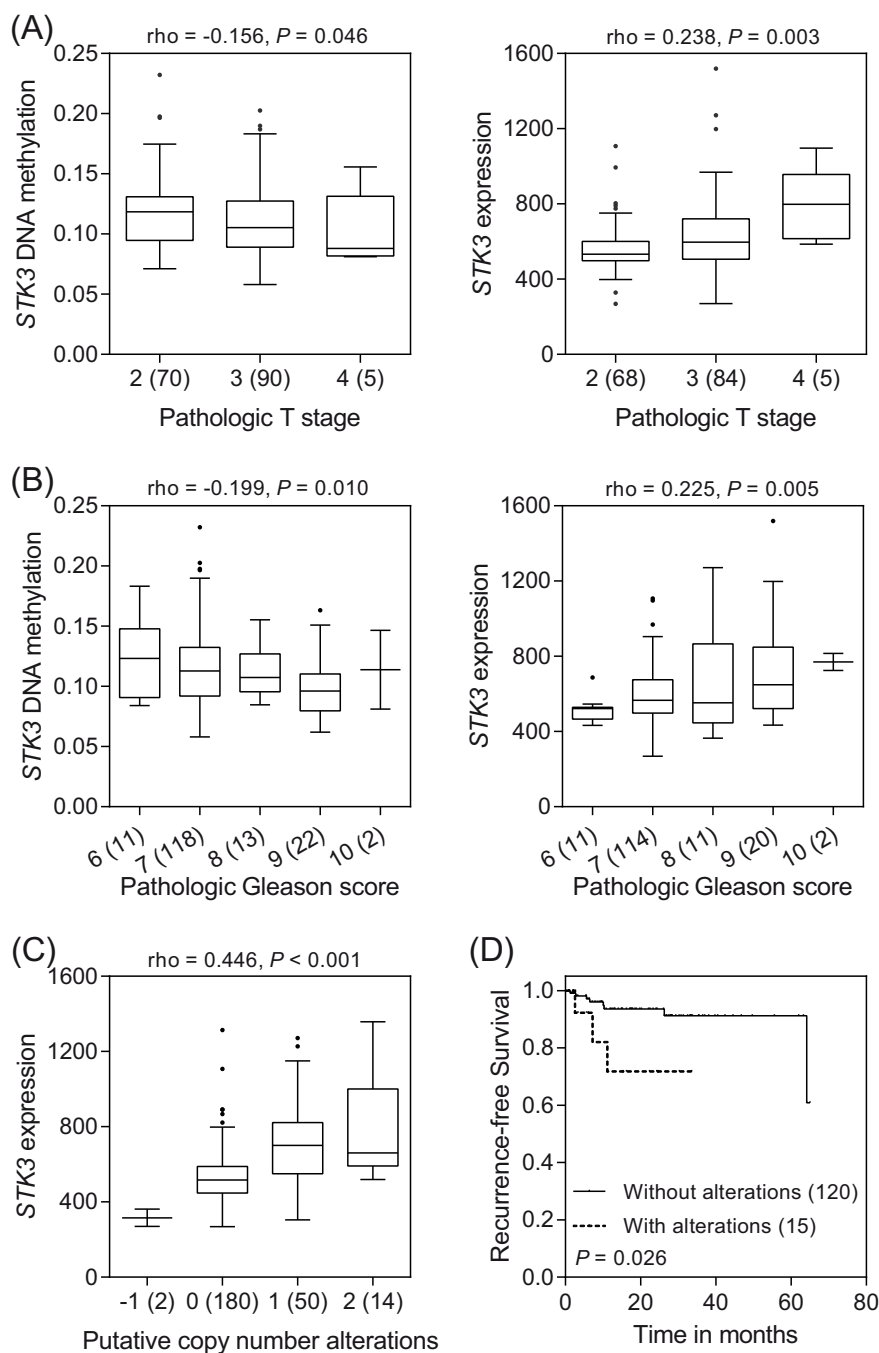 (A)
rho = -0.156, P = 0.046
STK3 DNA methylation
0.25
0.20
0.15
0.10
0.05
0.00
2 (70) 3 (90) 4 (5)
Pathologic T stage
rho = 0.238, P = 0.003
STK3 expression
1600
1200
800
400
0
2 (68) 3 (84) 4 (5)
Pathologic T stage
(B)
rho = -0.199, P = 0.010
STK3 DNA methylation
0.25
0.20
0.15
0.10
0.05
0.00
6 (11) 7 (118) 8 (13) 9 (22) 10 (2)
Pathologic Gleason score
rho = 0.225, P = 0.005
STK3 expression
1600
1200
800
400
0
6 (11) 7 (114) 8 (11) 9 (20) 10 (2)
Pathologic Gleason score
(C)
rho = 0.446, P < 0.001
STK3 expression
1600
1200
800
400
0
-1 (2) 0 (180) 1 (50) 2 (14)
Putative copy number alterations
(D)
Recurrence-free Survival
1.0
0.8
0.6
0.4
0.2
0.0
Without alterations (120)
With alterations (15)
P = 0.026
0 20 40 60 80
Time in months